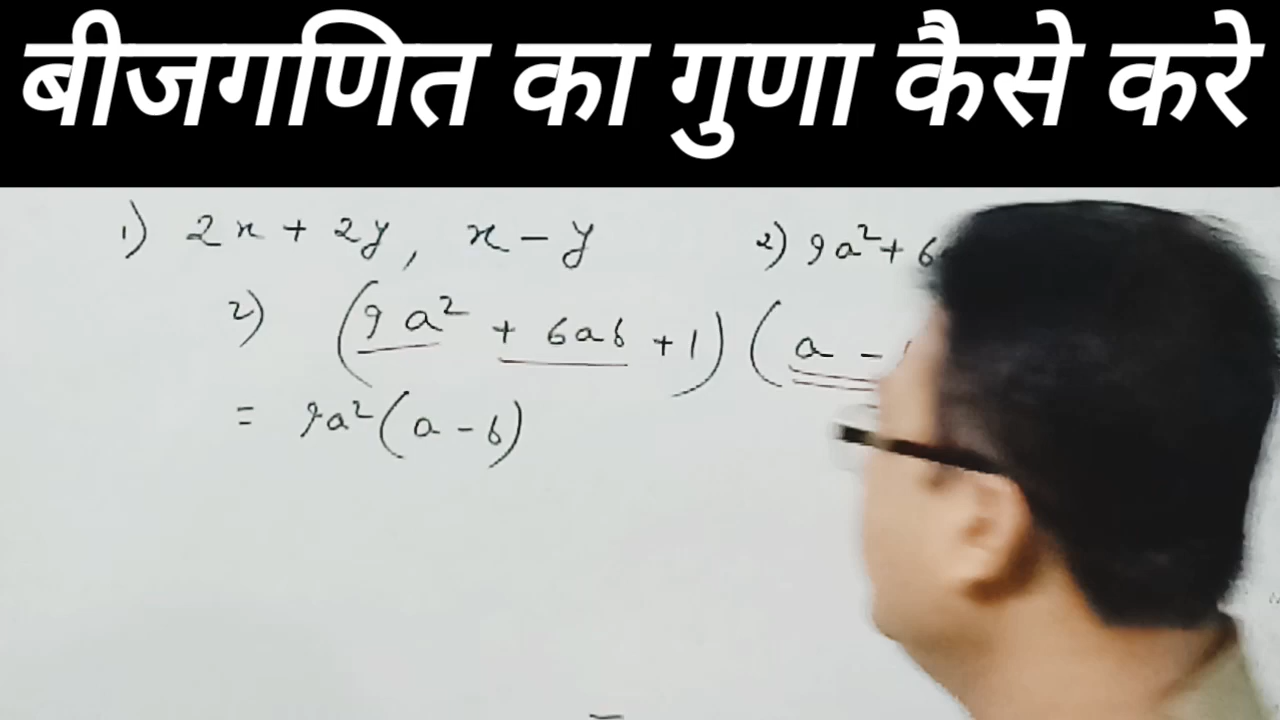 बीजगणित का गुणा कैसे करे
1) 2x + 2y, x - y 2) 9a² + 6
2) (9a² + 6ab + 1) (a -
= 9a² (a - b)